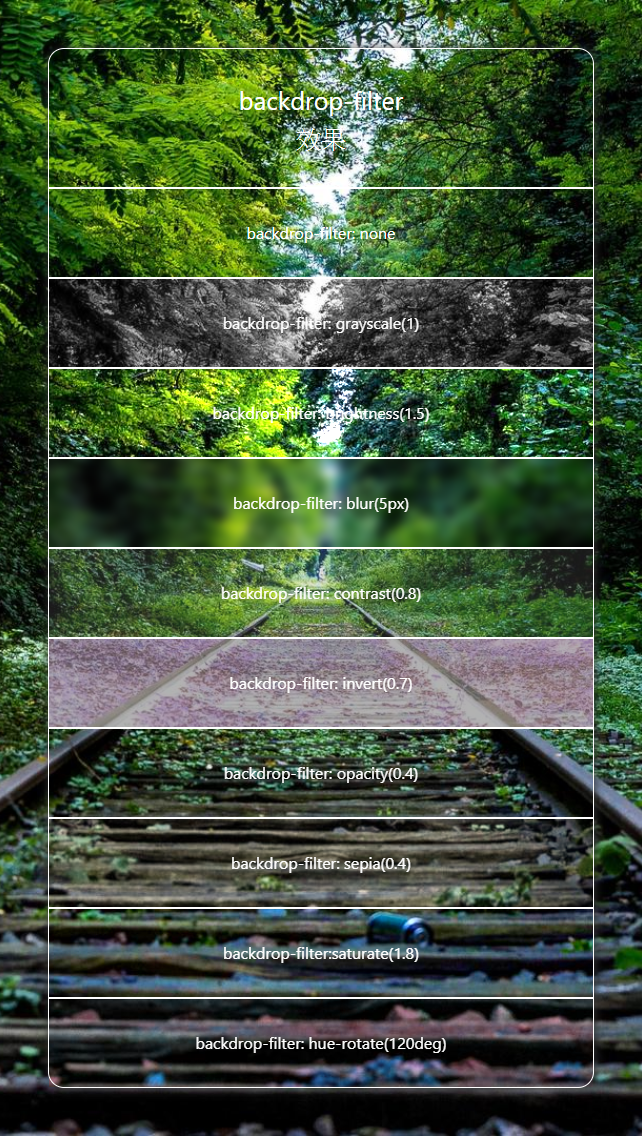 backdrop-filter
效果
backdrop-filter: none
backdrop-filter: grayscale(1)
backdrop-filter: brightness(1.5)
backdrop-filter: blur(5px)
backdrop-filter: contrast(0.8)
backdrop-filter: invert(0.7)
backdrop-filter: opacity(0.4)
backdrop-filter: sepia(0.4)
backdrop-filter:saturate(1.8)
backdrop-filter: hue-rotate(120deg)